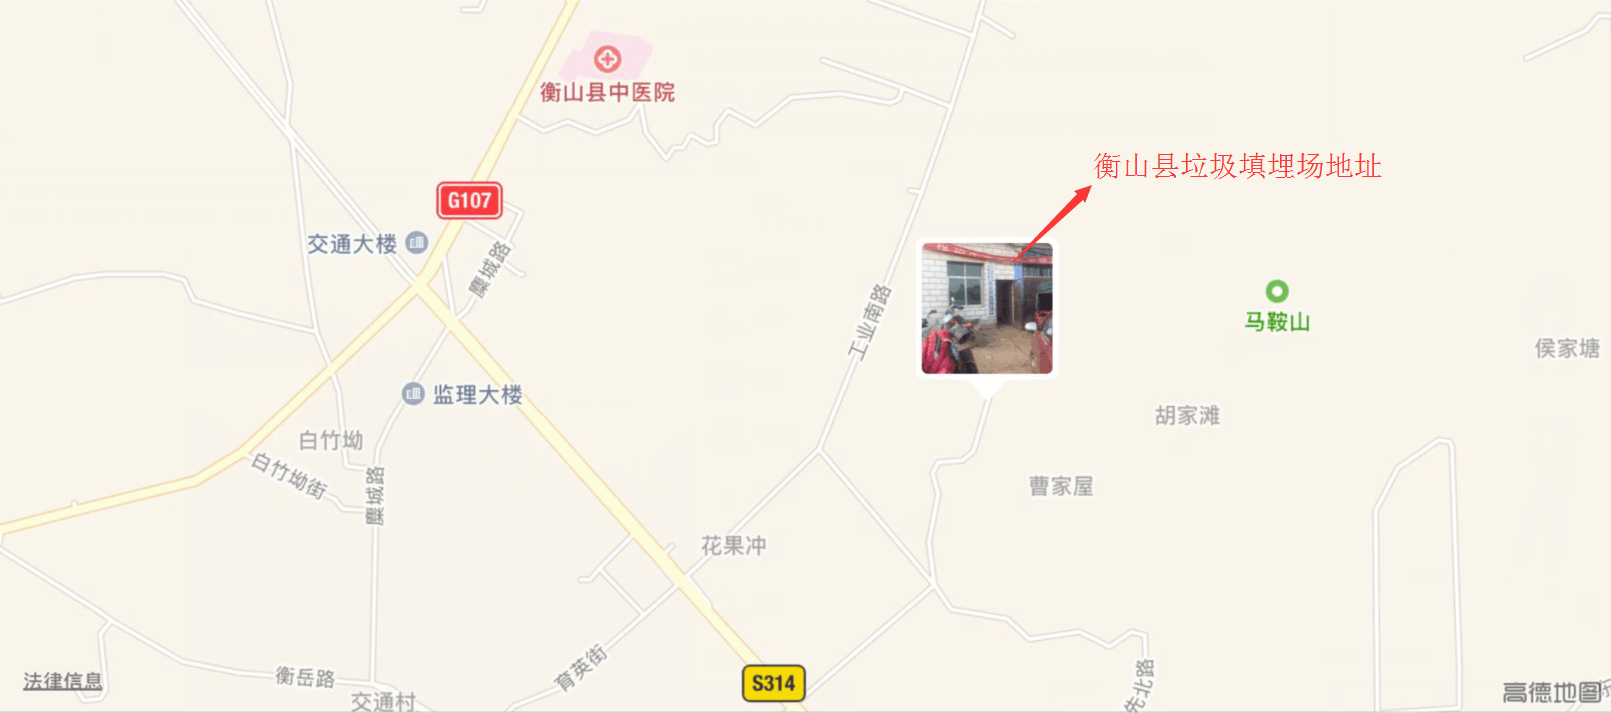 衡山县中医院
衡山县垃圾填埋场地址
G107
交通大楼
麋城路
工业南路
马鞍山
侯家塘
监理大楼
胡家滩
白竹坳
白竹坳街
麋城路
曹家屋
花果冲
衡岳路
育英街
法律信息
交通村
S314
先北路
高德地图